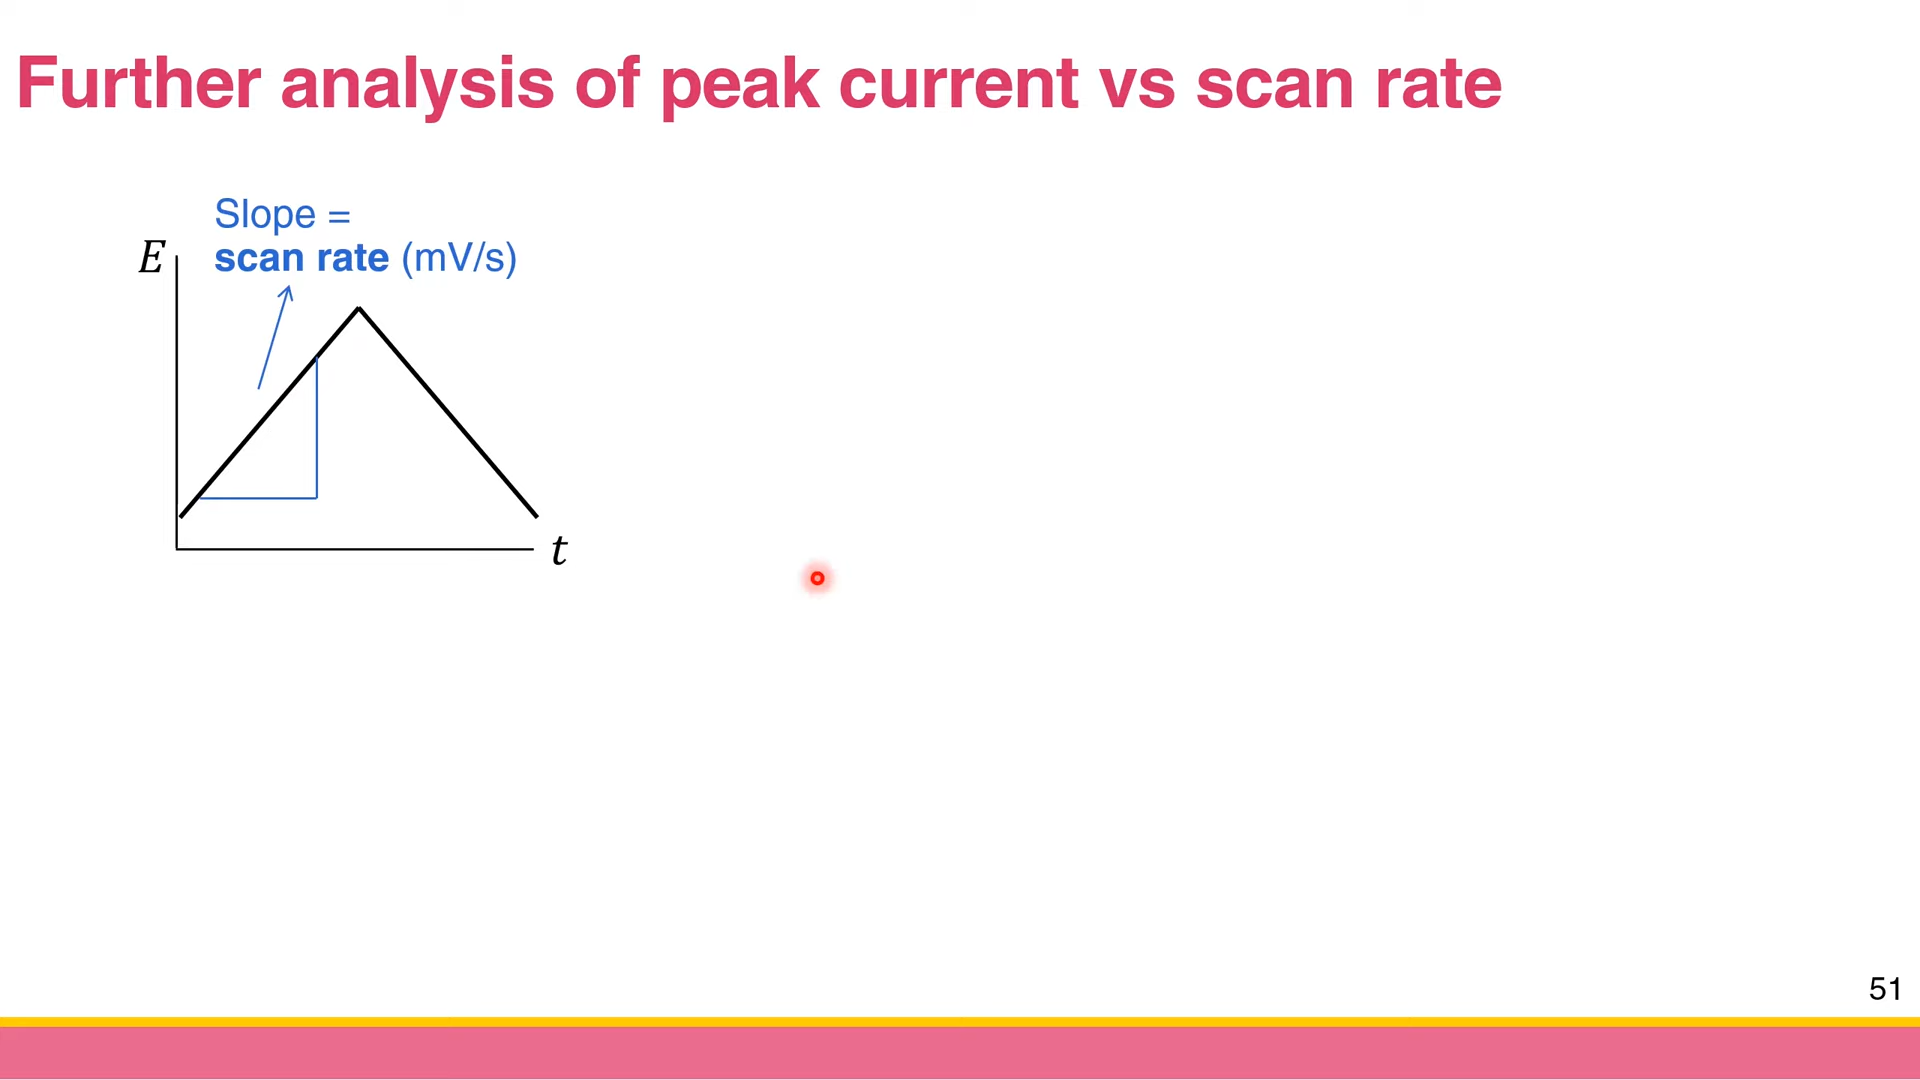 Further analysis of peak current vs scan rate
Slope =
scan rate (mV/s)
E
t
51